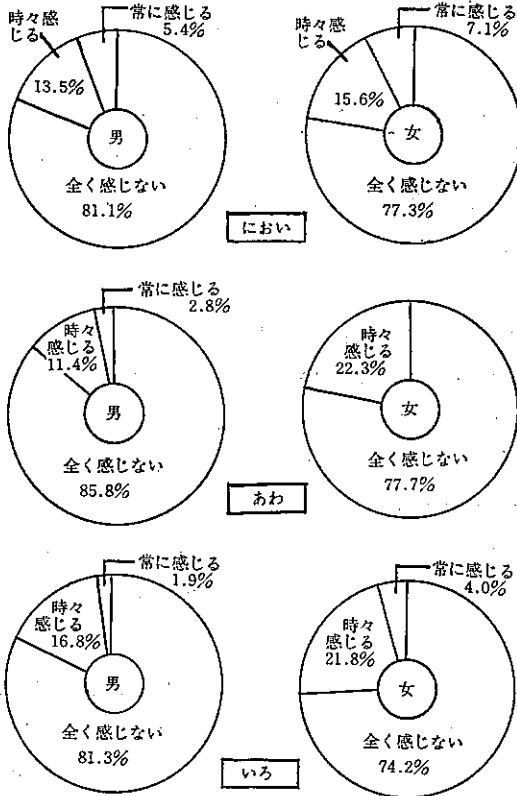 時々感
じる
常に感じる
5.4%
13.5%
男
全く感じない
81.1%
時々感
じる
常に感じる
7.1%
15.6%
女
全く感じない
77.3%
におい
常に感じる
2.8%
時々
感じる
11.4%
男
全く感じない
85.8%
時々
感じる
22.3%
女
全く感じない
77.7%
あわ
常に感じる
1.9%
時々
感じる
16.8%
男
全く感じない
81.3%
常に感じる
4.0%
時々
感じる
21.8%
女
全く感じない
74.2%
いろ